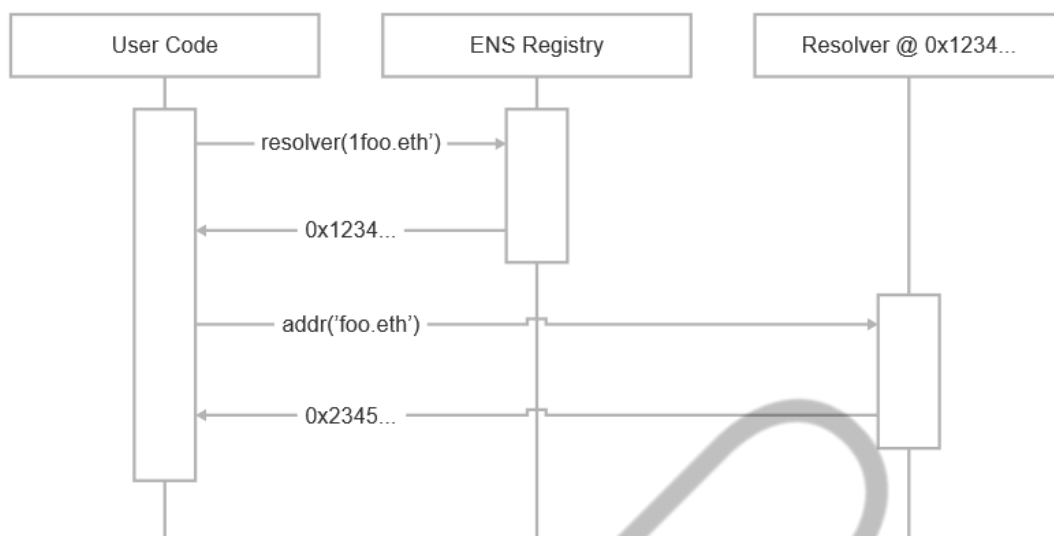 User Code
ENS Registry
Resolver @ 0x1234...
resolver(1foo.eth’)
0x1234...
addr(’foo.eth’)
0x2345...